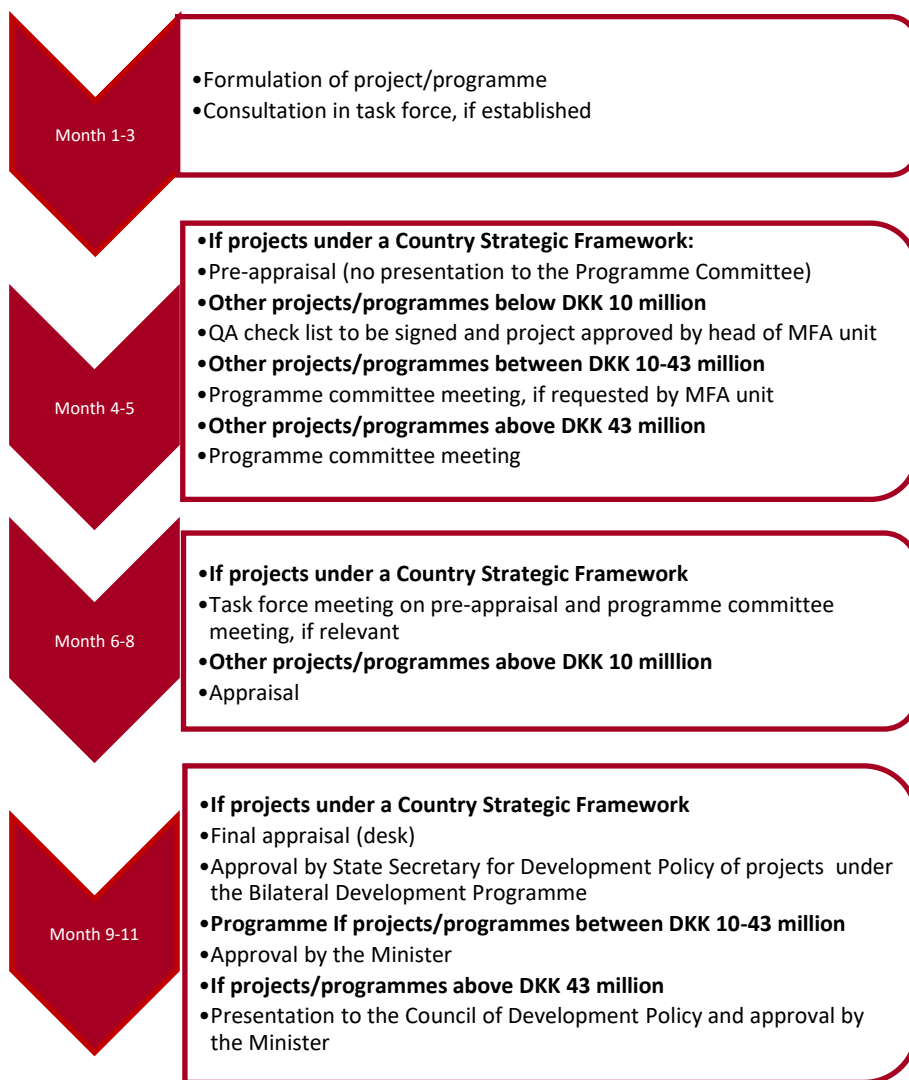 Month 1-3
•Formulation of project/programme
•Consultation in task force, if established
Month 4-5
•If projects under a Country Strategic Framework:
•Pre-appraisal (no presentation to the Programme Committee)
•Other projects/programmes below DKK 10 million
•QA check list to be signed and project approved by head of MFA unit
•Other projects/programmes between DKK 10-43 million
•Programme committee meeting, if requested by MFA unit
•Other projects/programmes above DKK 43 million
•Programme committee meeting
Month 6-8
•If projects under a Country Strategic Framework
•Task force meeting on pre-appraisal and programme committee
meeting, if relevant
•Other projects/programmes above DKK 10 milllion
•Appraisal
Month 9-11
•If projects under a Country Strategic Framework
•Final appraisal (desk)
•Approval by State Secretary for Development Policy of projects under
the Bilateral Development Programme
•Programme If projects/programmes between DKK 10-43 million
•Approval by the Minister
•If projects/programmes above DKK 43 million
•Presentation to the Council of Development Policy and approval by
the Minister